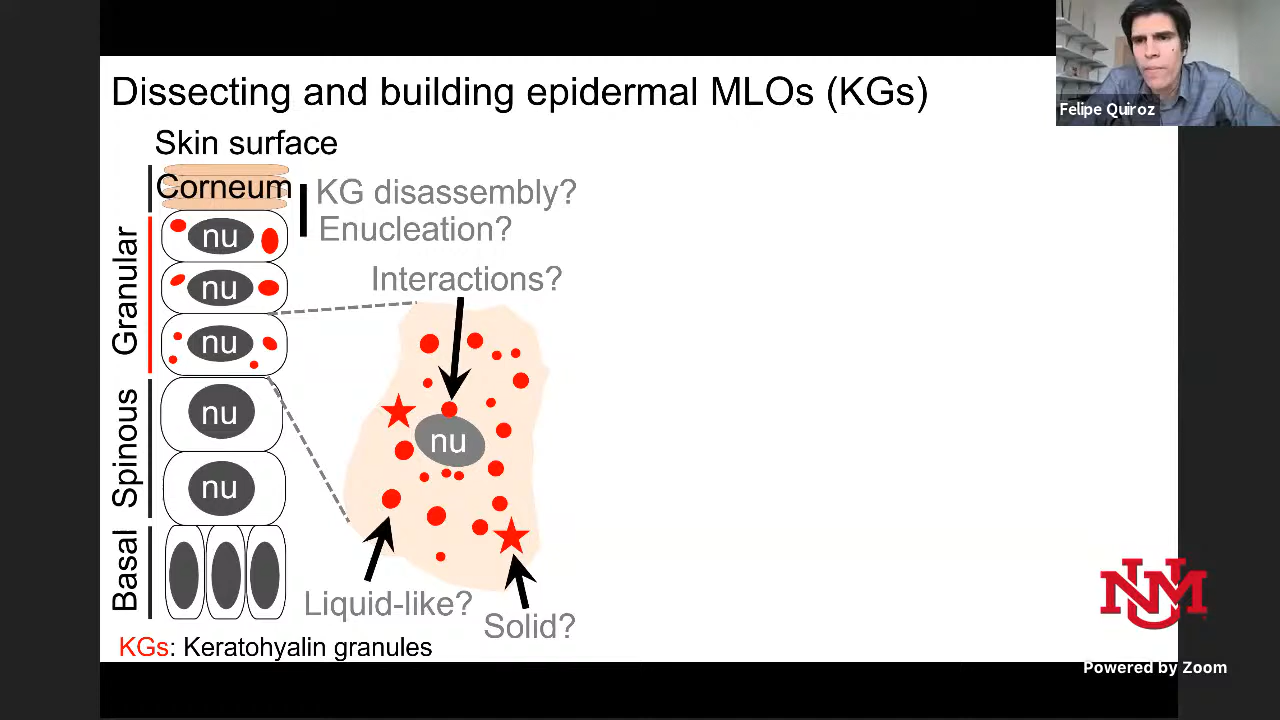 Dissecting and building epidermal MLOs (KGs)
Felipe Quiroz
Skin surface
Corneum
KG disassembly?
Enucleation?
Granular
nu
nu
nu
Interactions?
Spinous
nu
nu
nu
Basal
Liquid-like?
Solid?
KGs: Keratohyalin granules
UNM
Powered by Zoom